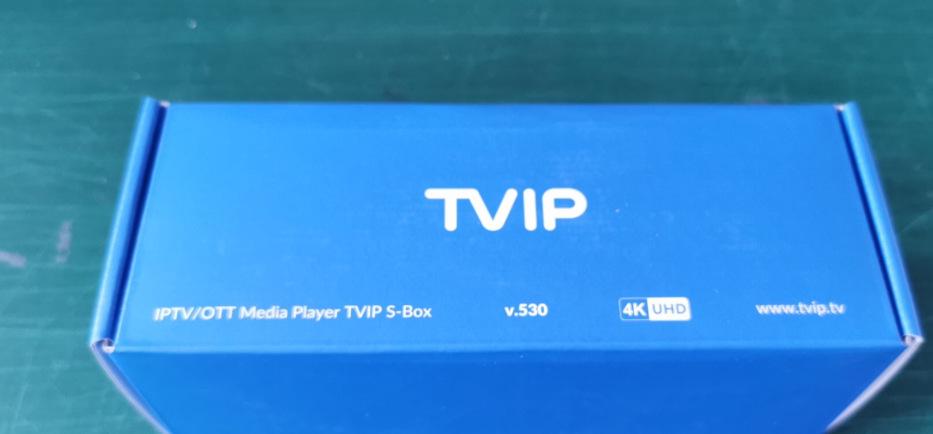 TVIP
IPTV/OTT Media Player TVIP S-Box v.530 4K UHD www.tvip.tv